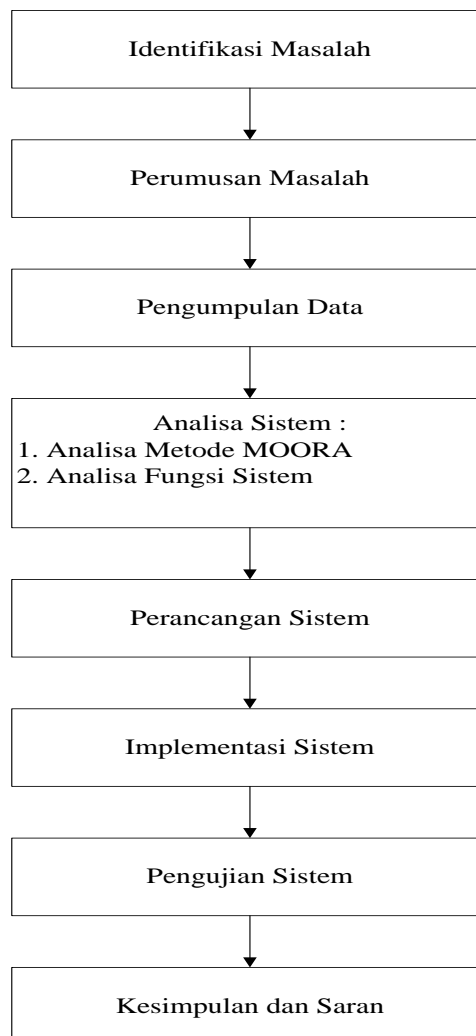 Identifikasi Masalah
Perumusan Masalah
Pengumpulan Data
Analisa Sistem :
1. Analisa Metode MOORA
2. Analisa Fungsi Sistem
Perancangan Sistem
Implementasi Sistem
Pengujian Sistem
Kesimpulan dan Saran